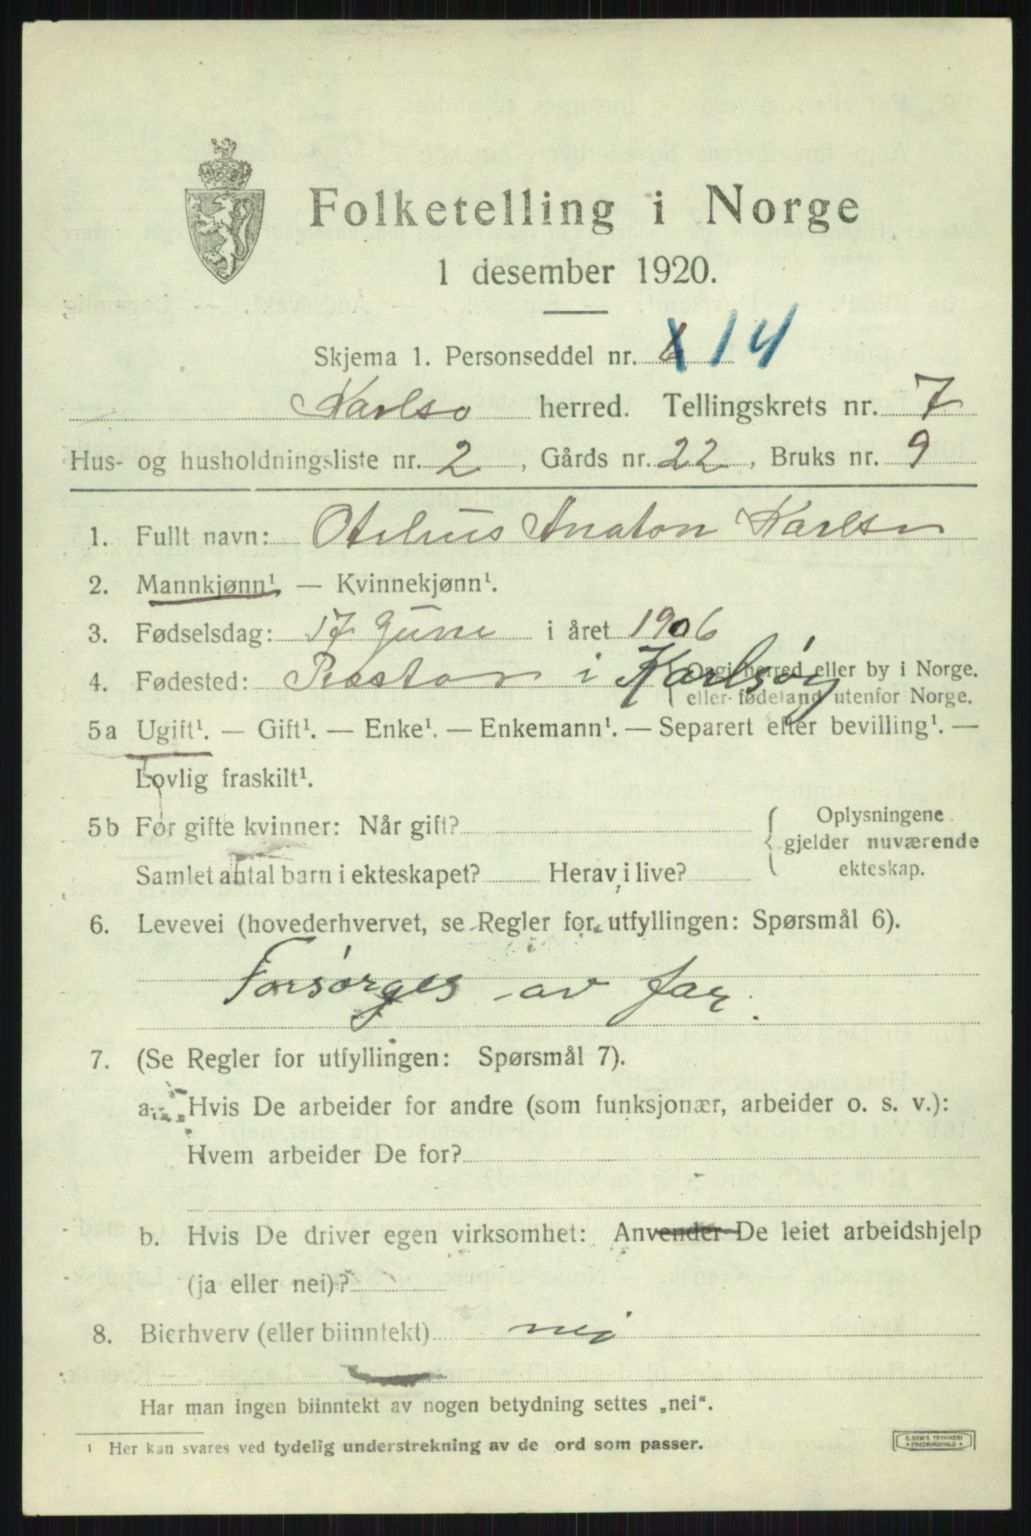 Folketelling i Norge
1 desember 1920.
Skjema 1. Personseddel nr. 14
Karlsø herred. Tellingskrets nr. 7
Hus- og husholdningsliste nr. 2, Gårds nr. 22, Bruks nr. 9
1. Fullt navn: Anaton Karlsen
2. Mannkjønn¹ — Kvinnekjønn¹.
3. Fødselsdag: 17 Juni i året 1906
4. Fødested: i Karlsøy Opgi herred eller by i Norge.
eller fødeland utenfor Norge.
5a Ugift¹. — Gift¹. — Enke¹. — Enkemann¹. — Separert efter bevilling¹. —
Lovlig fraskilt¹.
5b For gifte kvinner: Når gift?
Samlet antal barn i ekteskapet? Herav i live?
Oplysningene
gjelder nuværende
ekteskap.
6. Levevei (hovederhvervet, se Regler for utfyllingen: Spørsmål 6).
Forsørges av far.
7. (Se Regler for utfyllingen: Spørsmål 7).
a. Hvis De arbeider for andre (som funksjonær, arbeider o. s. v.):
Hvem arbeider De for?
b. Hvis De driver egen virksomhet: Anvender De leiet arbeidshjelp
(ja eller nei)?
8. Bierhverv (eller biinntekt) nei
Har man ingen biinntekt av nogen betydning settes „nei".
¹ Her kan svares ved tydelig understrekning av de ord som passer.